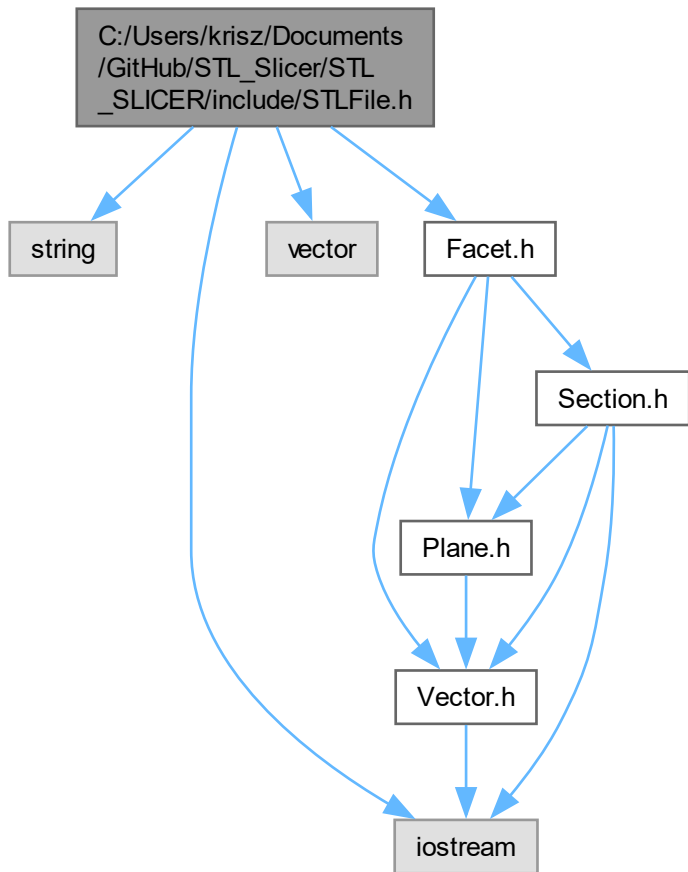 C:/Users/krisz/Documents
/GitHub/STL_Slicer/STL
_SLICER/include/STLFile.h
string
vector
Facet.h
Section.h
Plane.h
Vector.h
iostream